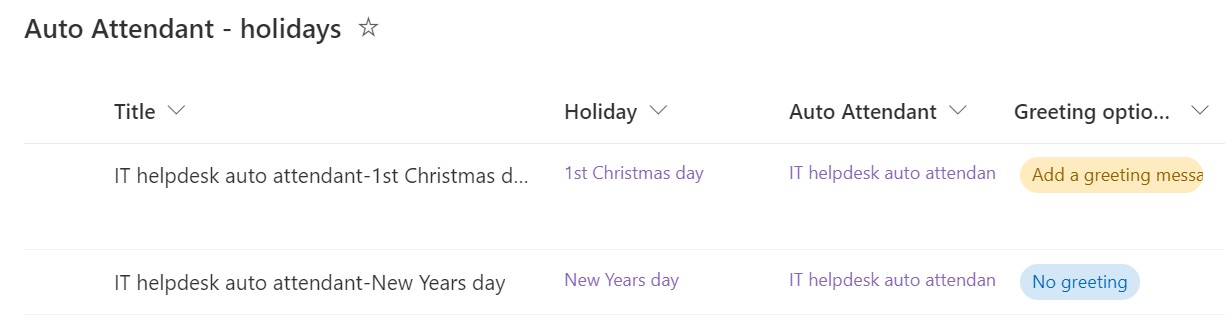 Auto Attendant - holidays
Title Holiday Auto Attendant Greeting optio...
IT helpdesk auto attendant-1st Christmas d... 1st Christmas day IT helpdesk auto attendan Add a greeting messa
IT helpdesk auto attendant-New Years day New Years day IT helpdesk auto attendan No greeting